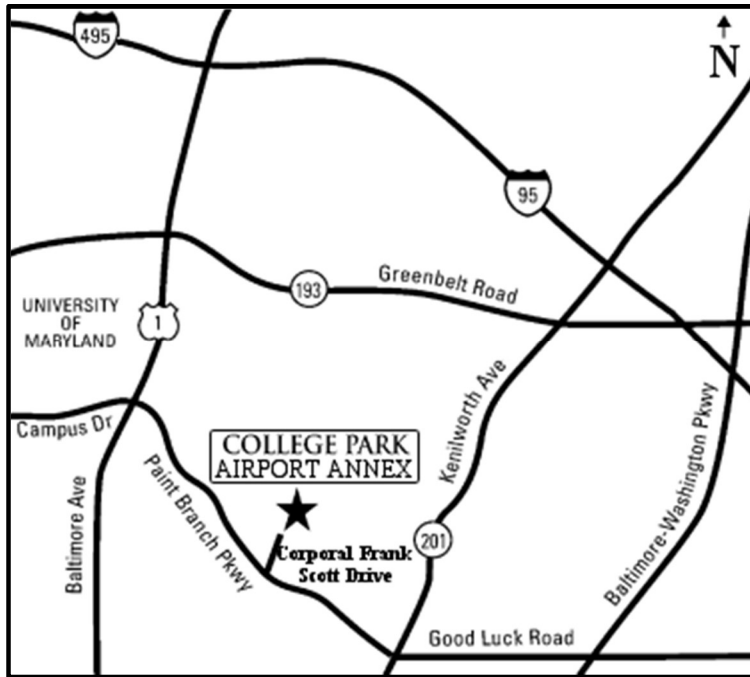 495
N
95
193
Greenbelt Road
UNIVERSITY
OF
MARYLAND
1
Campus Dr
Kenilworth Ave
COLLEGE PARK
AIRPORT ANNEX
Baltimore Ave
Paint Branch Pkwy
Baltimore-Washington Pkwy
201
Corporal Frank
Scott Drive
Good Luck Road